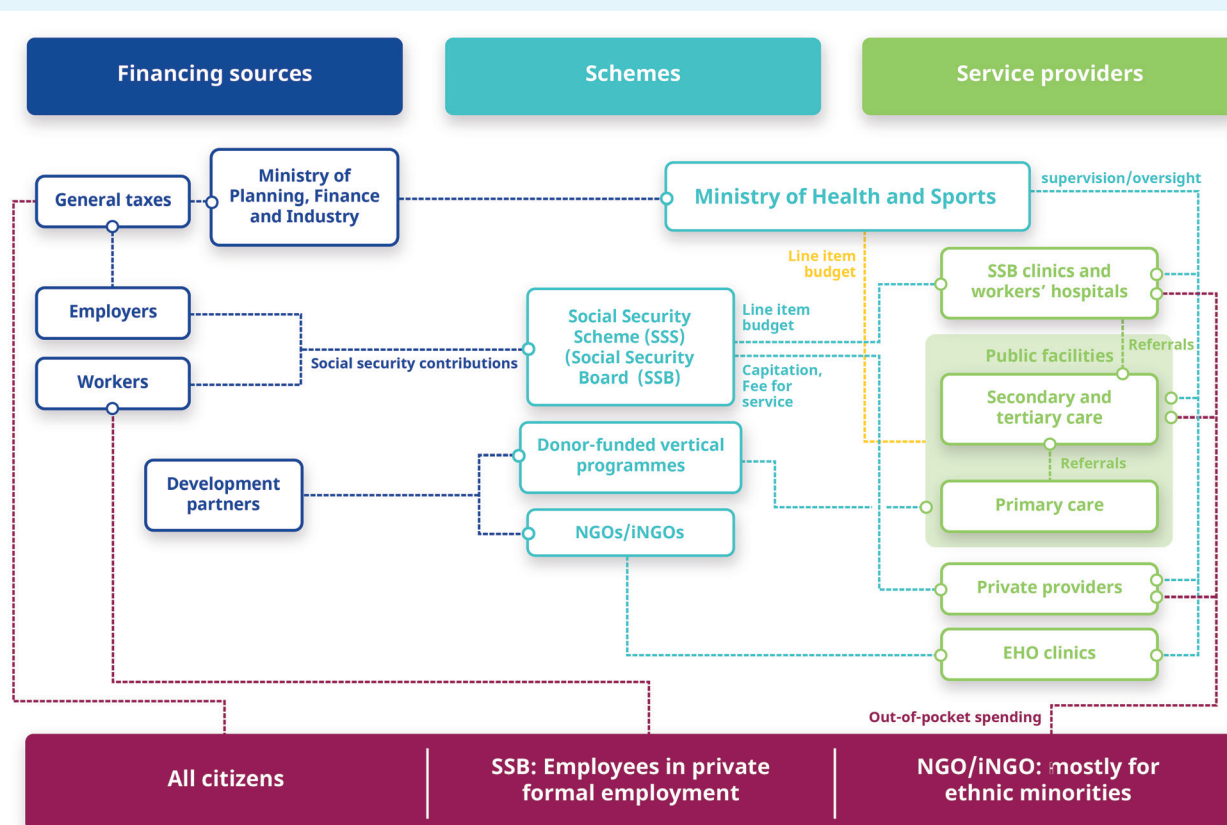 Financing sources
Schemes
Service providers
General taxes
Ministry of
Planning, Finance
and Industry
Ministry of Health and Sports
supervision/oversight
Line item
budget
SSB clinics and
workers’ hospitals
Employers
Workers
Social security contributions
Social Security
Scheme (SSS)
(Social Security
Board (SSB)
Line item
budget
Capitation,
Fee for
service
Referrals
Public facilities
Secondary and
tertiary care
Referrals
Primary care
Development
partners
Donor-funded vertical
programmes
NGOs/iNGOs
Private providers
EHO clinics
Out-of-pocket spending
All citizens
SSB: Employees in private
formal employment
NGO/iNGO: mostly for
ethnic minorities